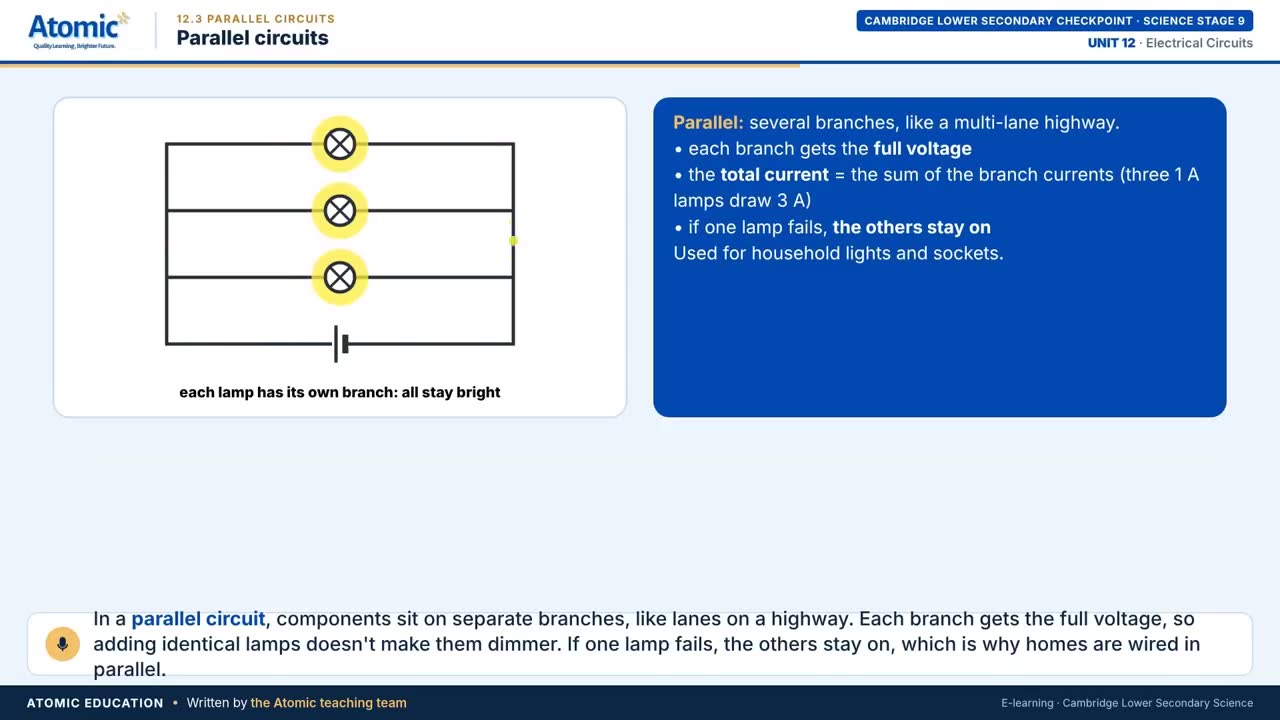 Atomic
Quality Learning, Brighter Future.
12.3 PARALLEL CIRCUITS
Parallel circuits
CAMBRIDGE LOWER SECONDARY CHECKPOINT · SCIENCE STAGE 9
UNIT 12 · Electrical Circuits
each lamp has its own branch: all stay bright
Parallel: several branches, like a multi-lane highway.
• each branch gets the full voltage
• the total current = the sum of the branch currents (three 1 A
lamps draw 3 A)
• if one lamp fails, the others stay on
Used for household lights and sockets.
In a parallel circuit, components sit on separate branches, like lanes on a highway. Each branch gets the full voltage, so
adding identical lamps doesn't make them dimmer. If one lamp fails, the others stay on, which is why homes are wired in
parallel.
ATOMIC EDUCATION • Written by the Atomic teaching team
E-learning · Cambridge Lower Secondary Science